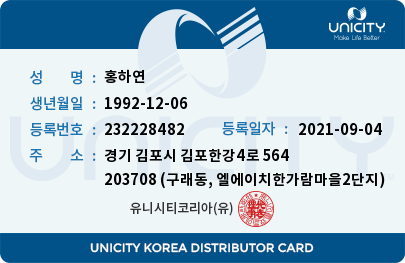 UNICITY
Make Life Better
성 명 : 홍하연
생년월일 : 1992-12-06
등록번호 : 232228482 등록일자 : 2021-09-04
주 소 : 경기 김포시 김포한강4로 564
203708 (구래동, 엘에이치한가람마을2단지)
UNICITY
유니시티코리아(유)
UNICITY KOREA DISTRIBUTOR CARD